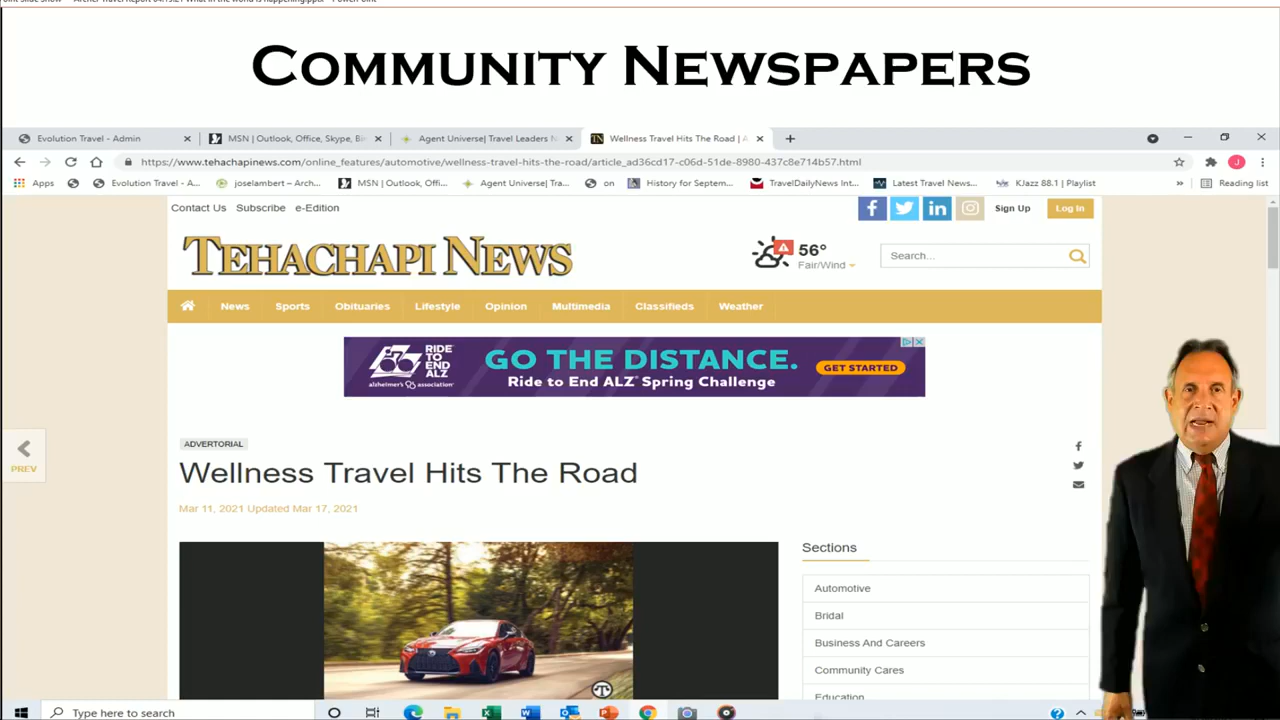 COMMUNITY NEWSPAPERS
Evolution Travel - Admin
MSN | Outlook, Office, Skype, Bi
Agent Universe| Travel Leaders N
Wellness Travel Hits The Road |
https://www.tehachapinews.com/online_features/automotive/wellness-travel-hits-the-road/article_ad36cd17-c06d-51de-8980-437c8e714b57.html
J
Apps
Evolution Travel - A...
joselambert – Arch...
MSN | Outlook, Offi...
Agent Universe| Tra...
on
History for Septem...
TravelDailyNews Int...
Latest Travel News...
KJazz 88.1 | Playlist
»
Reading list
Contact Us Subscribe e-Edition
Sign Up
Log In
TEHACHAPI NEWS
56°
Fair/Wind
Search...
News Sports Obituaries Lifestyle Opinion Multimedia Classifieds Weather
RIDE TO END ALZ
alzheimer's association
GO THE DISTANCE.
Ride to End ALZ Spring Challenge
GET STARTED
PREV
ADVERTORIAL
Wellness Travel Hits The Road
Mar 11, 2021 Updated Mar 17, 2021
Sections
Automotive
Bridal
Business And Careers
Community Cares
Education
Type here to search